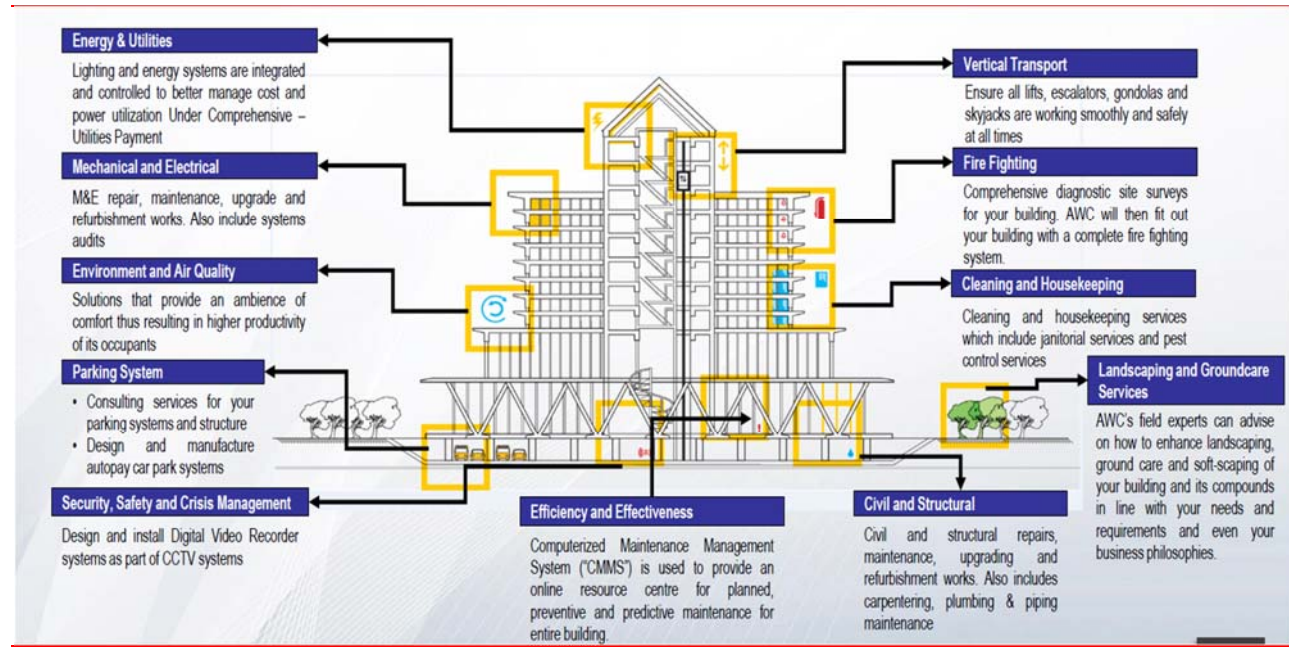 Energy & Utilities
Lighting and energy systems are integrated
and controlled to better manage cost and
power utilization Under Comprehensive –
Utilities Payment
Mechanical and Electrical
M&E repair, maintenance, upgrade and
refurbishment works. Also include systems
audits
Environment and Air Quality
Solutions that provide an ambience of
comfort thus resulting in higher productivity
of its occupants
Parking System
• Consulting services for your
parking systems and structure
• Design and manufacture
autopay car park systems
Security, Safety and Crisis Management
Design and install Digital Video Recorder
systems as part of CCTV systems
Efficiency and Effectiveness
Computerized Maintenance Management
System ("CMMS") is used to provide an
online resource centre for planned,
preventive and predictive maintenance for
entire building.
Vertical Transport
Ensure all lifts, escalators, gondolas and
skyjacks are working smoothly and safely
at all times
Fire Fighting
Comprehensive diagnostic site surveys
for your building. AWC will then fit out
your building with a complete fire fighting
system.
Cleaning and Housekeeping
Cleaning and housekeeping services
which include janitorial services and pest
control services
Landscaping and Groundcare
Services
AWC's field experts can advise
on how to enhance landscaping,
ground care and soft-scaping of
your building and its compounds
in line with your needs and
requirements and even your
business philosophies.
Civil and Structural
Civil and structural repairs,
maintenance, upgrading and
refurbishment works. Also includes
carpentering, plumbing & piping
maintenance